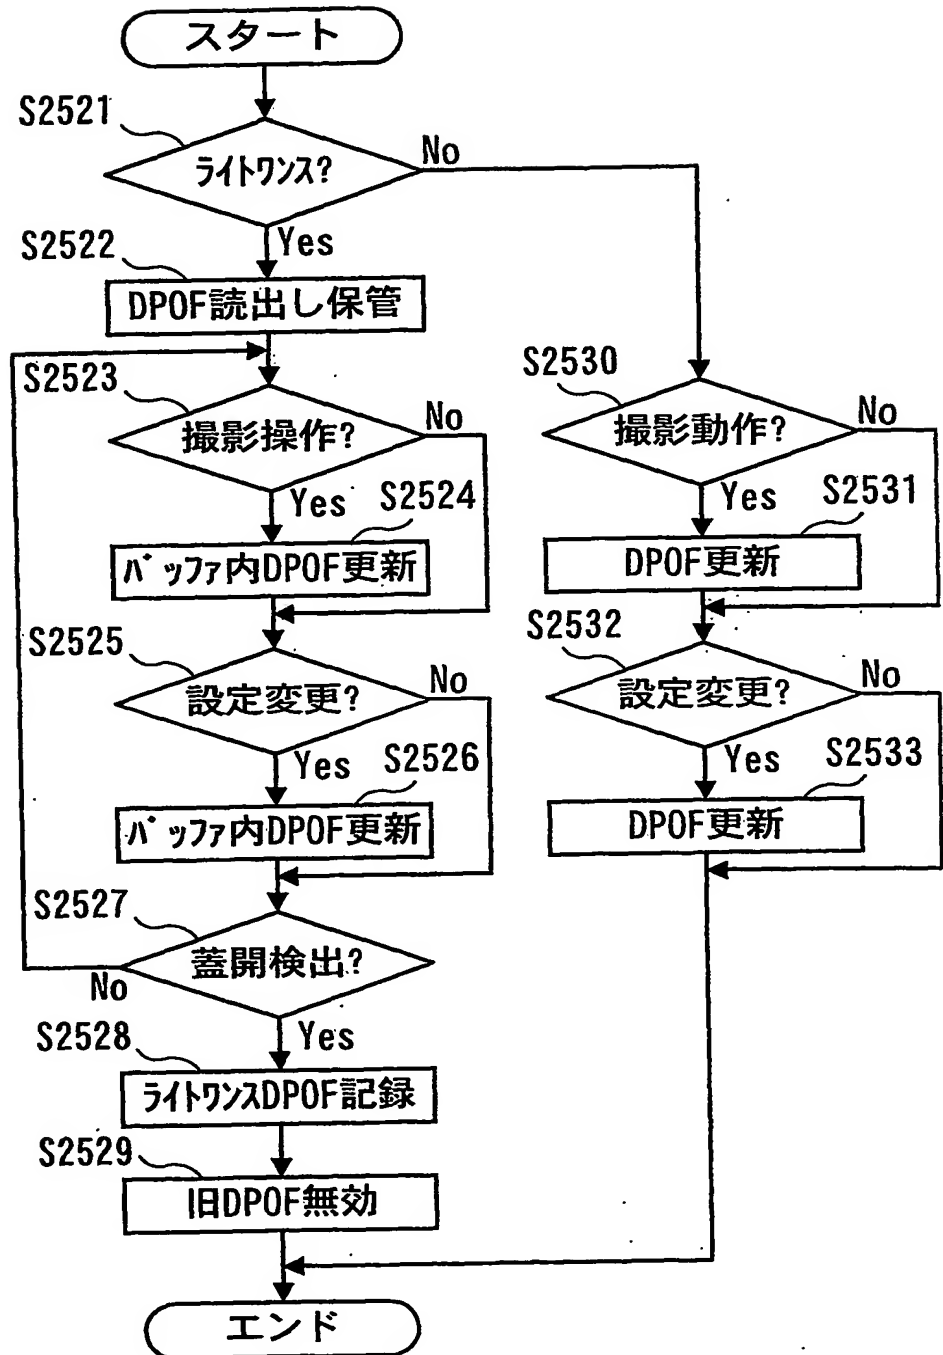 スタート
S2521
ライトワンス?
No
Yes
S2522
DPOF読出し保管
S2523
撮影操作?
No
Yes
S2524
バッファ内DPOF更新
S2525
設定変更?
No
Yes
S2526
バッファ内DPOF更新
S2527
蓋開検出?
No
Yes
S2528
ライトワンスDPOF記録
S2529
旧DPOF無効
S2530
撮影動作?
No
Yes
S2531
DPOF更新
S2532
設定変更?
No
Yes
S2533
DPOF更新
エンド